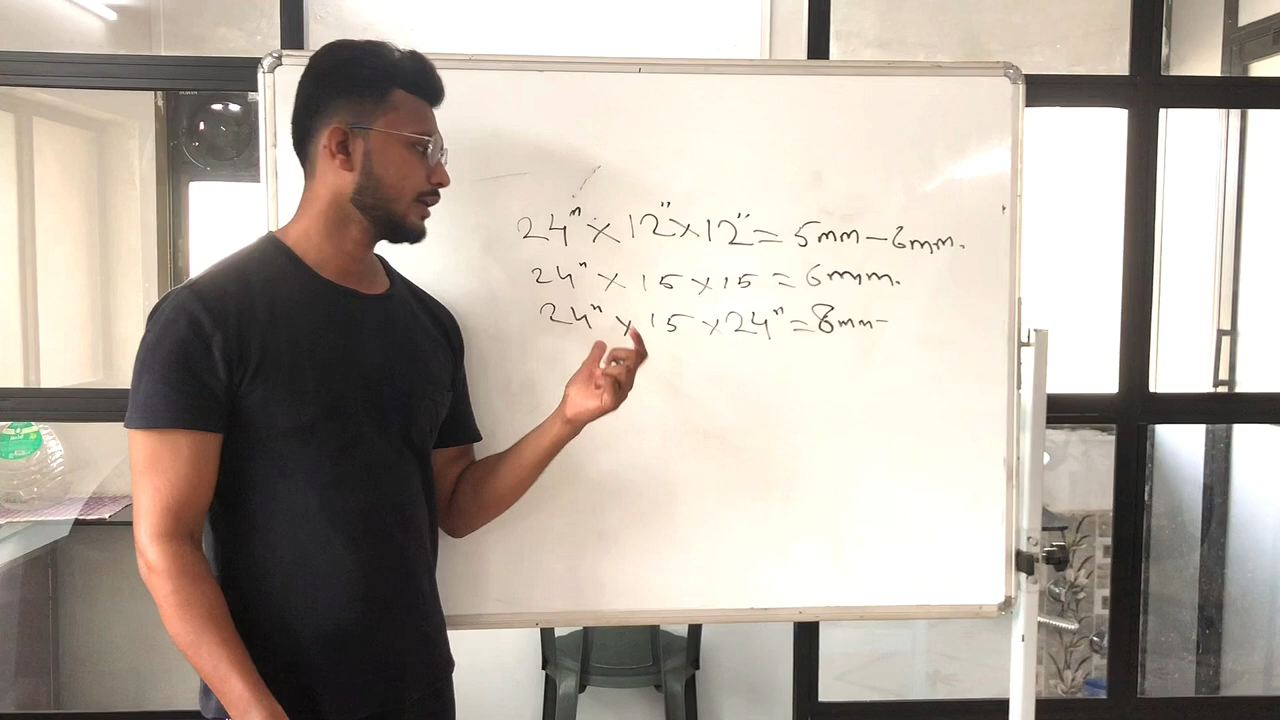 24" × 12" × 12" = 5mm - 6mm.
24" × 15 × 15 = 6mm.
24" × 15 × 24" = 8mm-